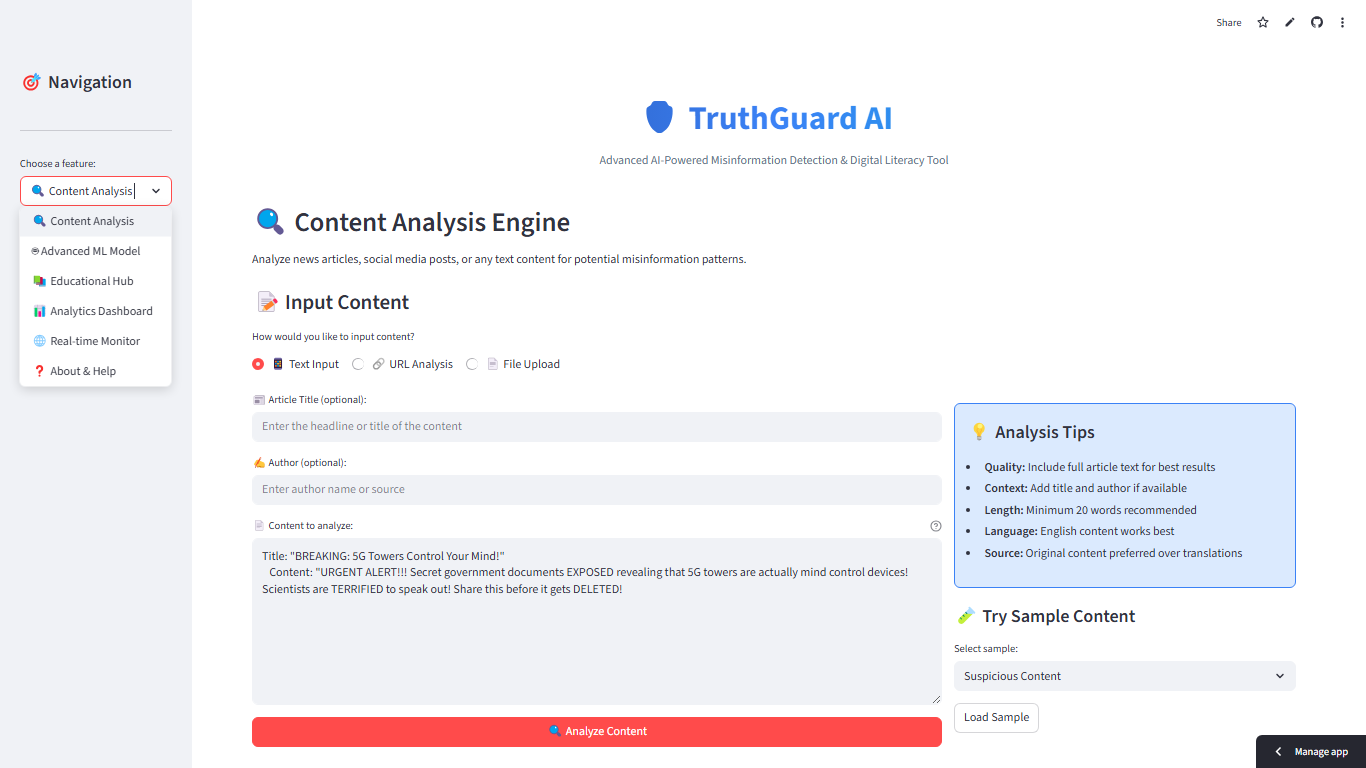 Share
Navigation
Choose a feature:
Content Analysis
Content Analysis
Advanced ML Model
Educational Hub
Analytics Dashboard
Real-time Monitor
About & Help
TruthGuard AI
Advanced AI-Powered Misinformation Detection & Digital Literacy Tool
Content Analysis Engine
Analyze news articles, social media posts, or any text content for potential misinformation patterns.
Input Content
How would you like to input content?
Text Input
URL Analysis
File Upload
Article Title (optional):
Enter the headline or title of the content
Author (optional):
Enter author name or source
Content to analyze:
Title: "BREAKING: 5G Towers Control Your Mind!"
Content: "URGENT ALERT!!! Secret government documents EXPOSED revealing that 5G towers are actually mind control devices!
Scientists are TERRIFIED to speak out! Share this before it gets DELETED!
Analyze Content
Analysis Tips
Quality: Include full article text for best results
Context: Add title and author if available
Length: Minimum 20 words recommended
Language: English content works best
Source: Original content preferred over translations
Try Sample Content
Select sample:
Suspicious Content
Load Sample
Manage app